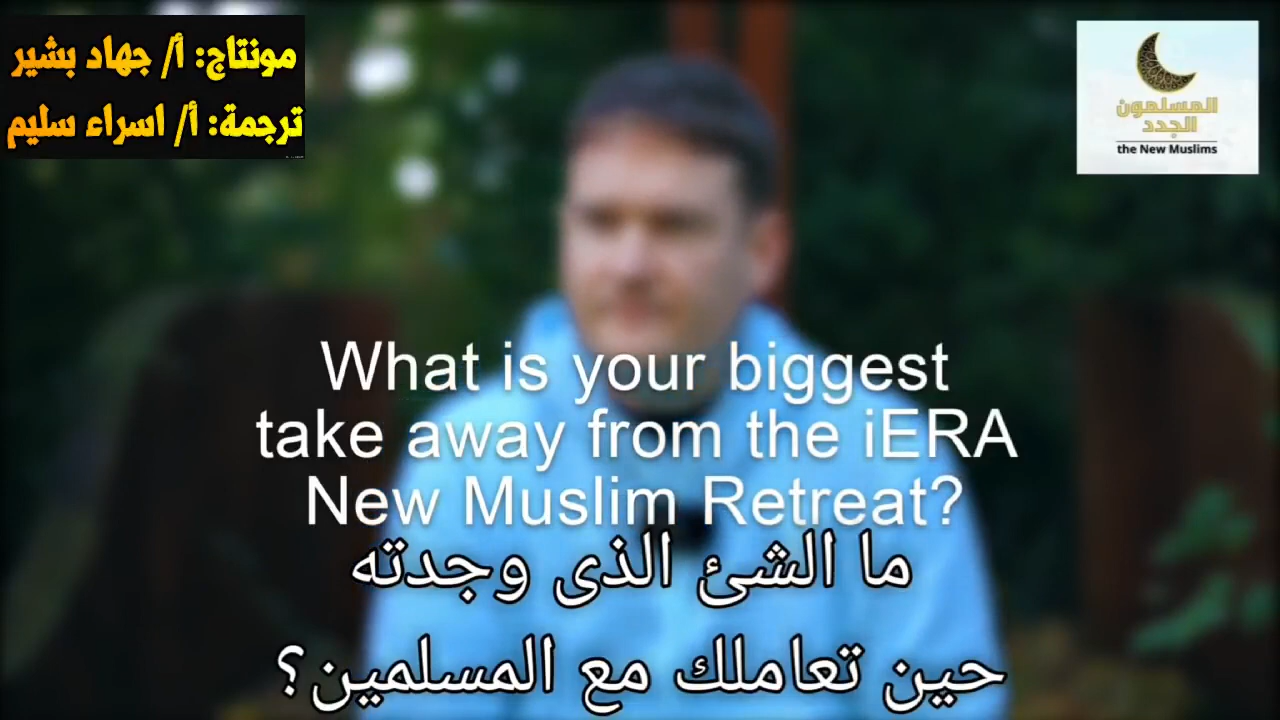 مونتاج: أ/ جهاد بشير
ترجمة: أ/ اسراء سليم
المسلمون
الجدد
the New Muslims
What is your biggest
take away from the iERA
New Muslim Retreat?
ما الشئ الذى وجدته
حين تعاملك مع المسلمين؟